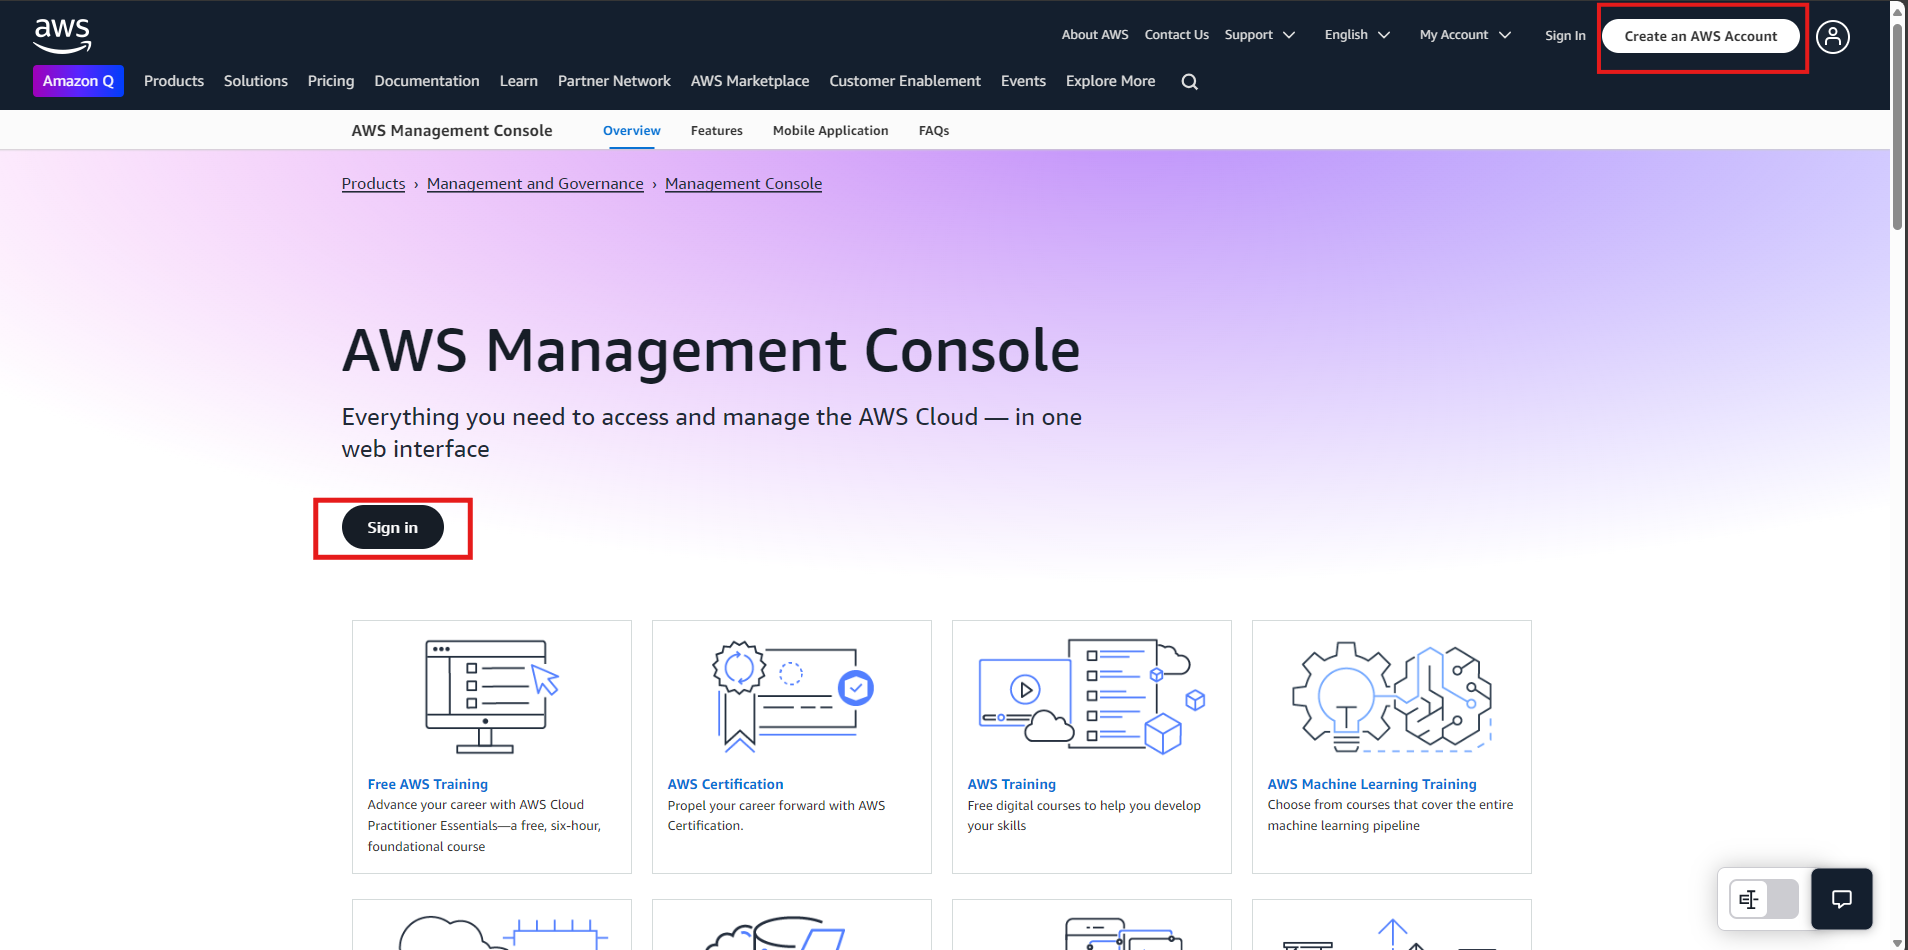 aws
About AWS Contact Us Support English My Account Sign In Create an AWS Account
Amazon Q Products Solutions Pricing Documentation Learn Partner Network AWS Marketplace Customer Enablement Events Explore More
AWS Management Console Overview Features Mobile Application FAQs
Products › Management and Governance › Management Console
AWS Management Console
Everything you need to access and manage the AWS Cloud — in one
web interface
Sign in
Free AWS Training
Advance your career with AWS Cloud
Practitioner Essentials—a free, six-hour,
foundational course
AWS Certification
Propel your career forward with AWS
Certification.
AWS Training
Free digital courses to help you develop
your skills
AWS Machine Learning Training
Choose from courses that cover the entire
machine learning pipeline